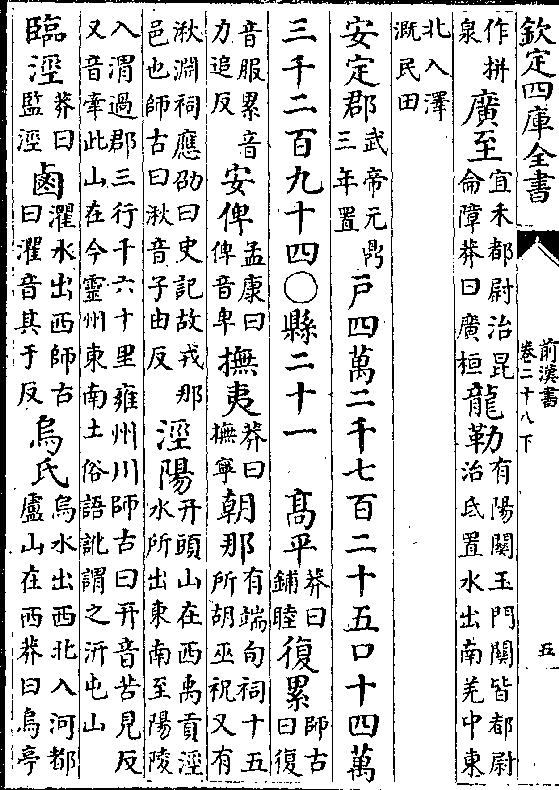 欽定四庫全書
前漢書
卷二十八下
五
作拼泉廣至宜禾都尉治昆侖障莽曰廣桓龍勒有陽關玉門關皆都尉治氐置水出南羌中東
北入澤溉民田
安定郡武帝元鼎三年置戶四萬二千七百二十五口十四萬
三千二百九十四○縣二十一 髙平莽曰鋪睦復累師古曰復
音服累音力追反安俾孟康曰俾音卑撫夷莽曰撫寧朝那有端旬祠十五所胡巫祝又有
湫淵祠應劭曰史記故戎那邑也師古曰湫音子由反涇陽幵頭山在西禹貢涇水所出東南至陽陵
入渭過郡三行千六十里雍州川師古曰幵音苦見反又音牽此山在今靈州東南土俗語訛謂之汧屯山
臨涇莽曰監涇鹵灈水出西師古曰灈音其于反烏氏烏水出西北入河都盧山在西莽曰烏亭